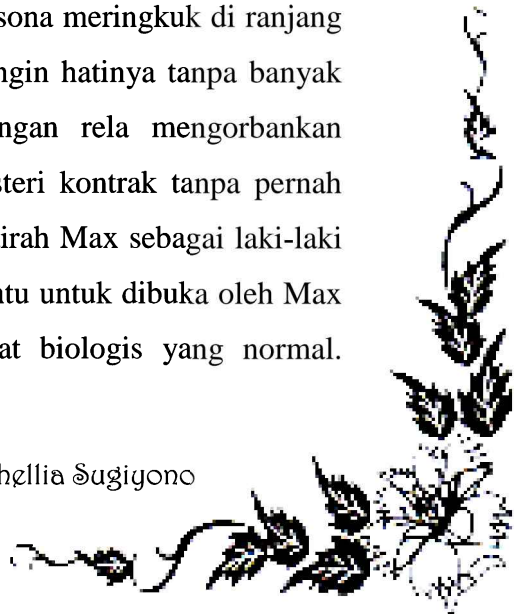 sona meringkuk di ranjang
ngin hatinya tanpa banyak
ngan rela mengorbankan
steri kontrak tanpa pernah
irah Max sebagai laki-laki
ntu untuk dibuka oleh Max
at biologis yang normal.
hellia Sugiyono